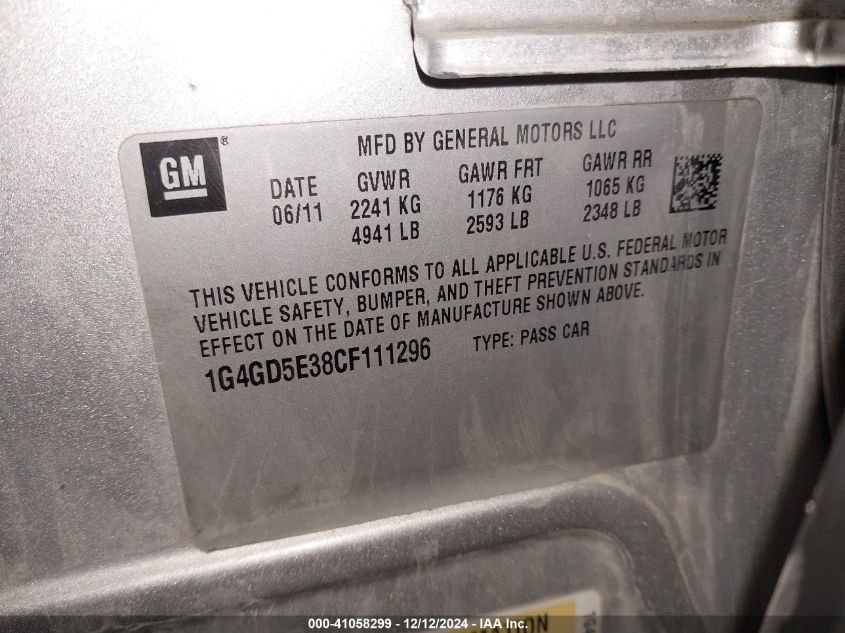 GM®
MFD BY GENERAL MOTORS LLC
DATE GVWR GAWR FRT GAWR RR
06/11 2241 KG 1176 KG 1065 KG
4941 LB 2593 LB 2348 LB
THIS VEHICLE CONFORMS TO ALL APPLICABLE U.S. FEDERAL MOTOR
VEHICLE SAFETY, BUMPER, AND THEFT PREVENTION STANDARDS IN
EFFECT ON THE DATE OF MANUFACTURE SHOWN ABOVE.
1G4GD5E38CF111296 TYPE: PASS CAR
000-41058299 - 12/12/2024 - IAA Inc.